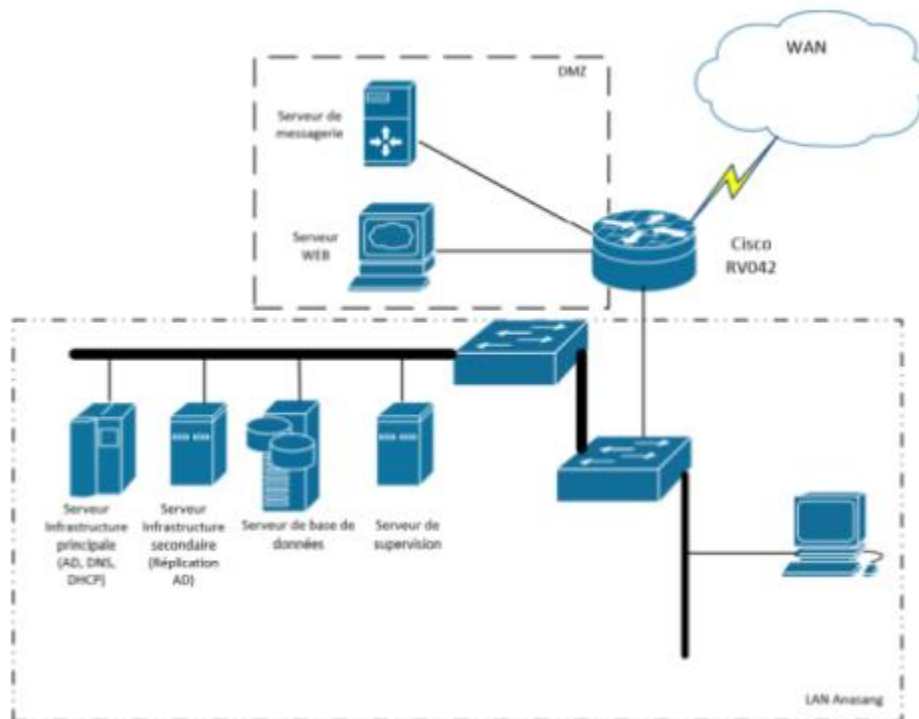 WAN
DMZ
Serveur de
messagerie
Serveur
WEB
Cisco
RV042
Serveur
Infrastructure
principale
(AD, DNS,
DHCP)
Serveur
Infrastructure
secondaire
(Réplication
AD)
Serveur de base de
données
Serveur de
supervision
LAN Anasang